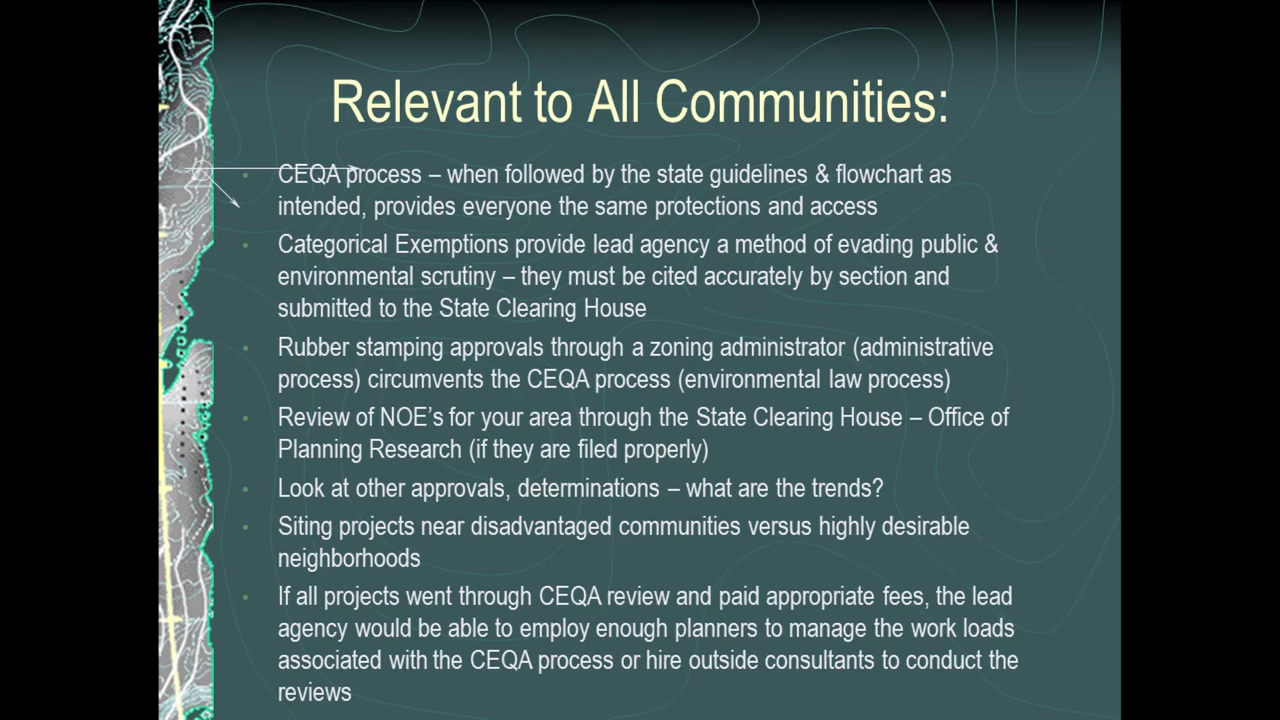 Relevant to All Communities:
• CEQA process – when followed by the state guidelines & flowchart as
intended, provides everyone the same protections and access
• Categorical Exemptions provide lead agency a method of evading public &
environmental scrutiny – they must be cited accurately by section and
submitted to the State Clearing House
• Rubber stamping approvals through a zoning administrator (administrative
process) circumvents the CEQA process (environmental law process)
• Review of NOE's for your area through the State Clearing House – Office of
Planning Research (if they are filed properly)
• Look at other approvals, determinations – what are the trends?
• Siting projects near disadvantaged communities versus highly desirable
neighborhoods
• If all projects went through CEQA review and paid appropriate fees, the lead
agency would be able to employ enough planners to manage the work loads
associated with the CEQA process or hire outside consultants to conduct the
reviews